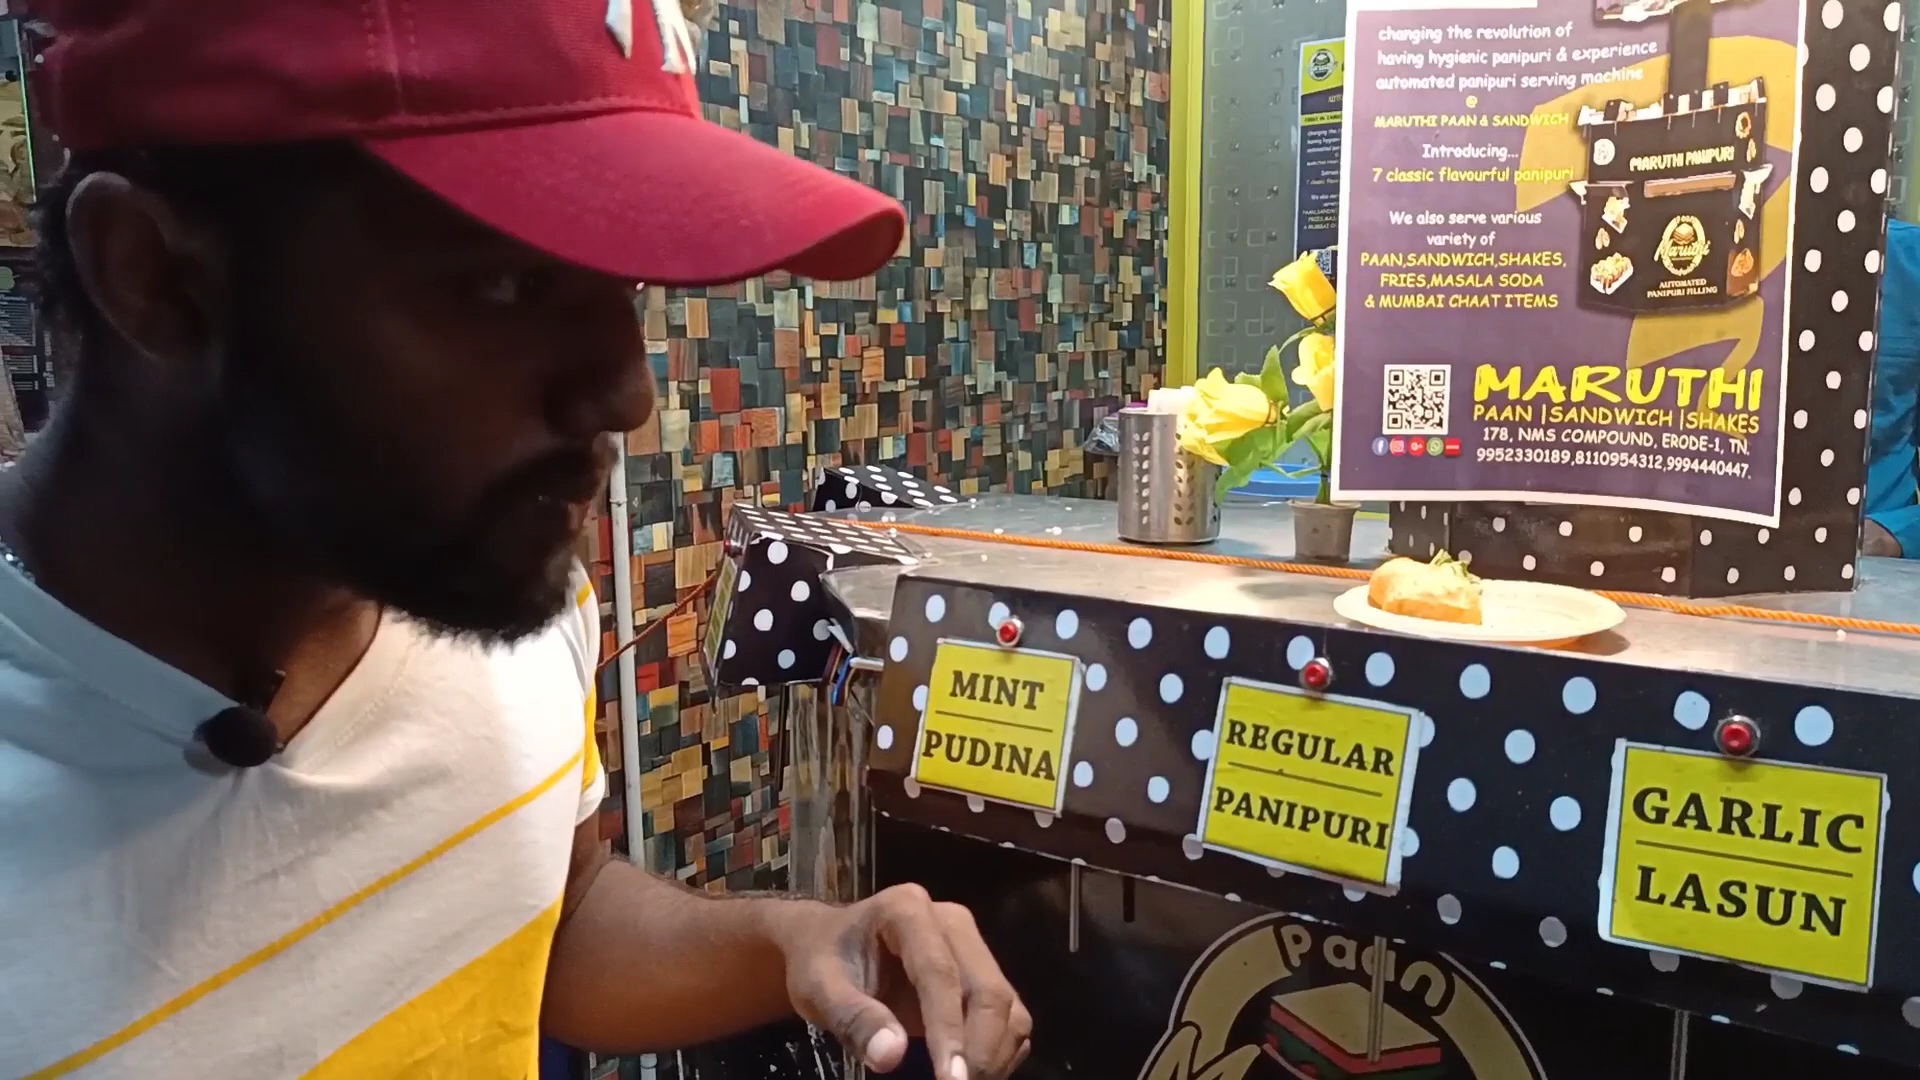 changing the revolution of
having hygienic panipuri & experience
automated panipuri serving machine
@
MARUTHI PAAN & SANDWICH
Introducing...
7 classic flavourful panipuri
We also serve various
variety of
PAAN,SANDWICH,SHAKES,
FRIES,MASALA SODA
& MUMBAI CHAAT ITEMS
MARUTHI PANIPURI
Maruthi
AUTOMATED
PANIPURI FILLING
MARUTHI
PAAN |SANDWICH |SHAKES
178, NMS COMPOUND, ERODE-1, TN.
9952330189,8110954312,9994440447.
MINT
PUDINA
REGULAR
PANIPURI
GARLIC
LASUN
Paan